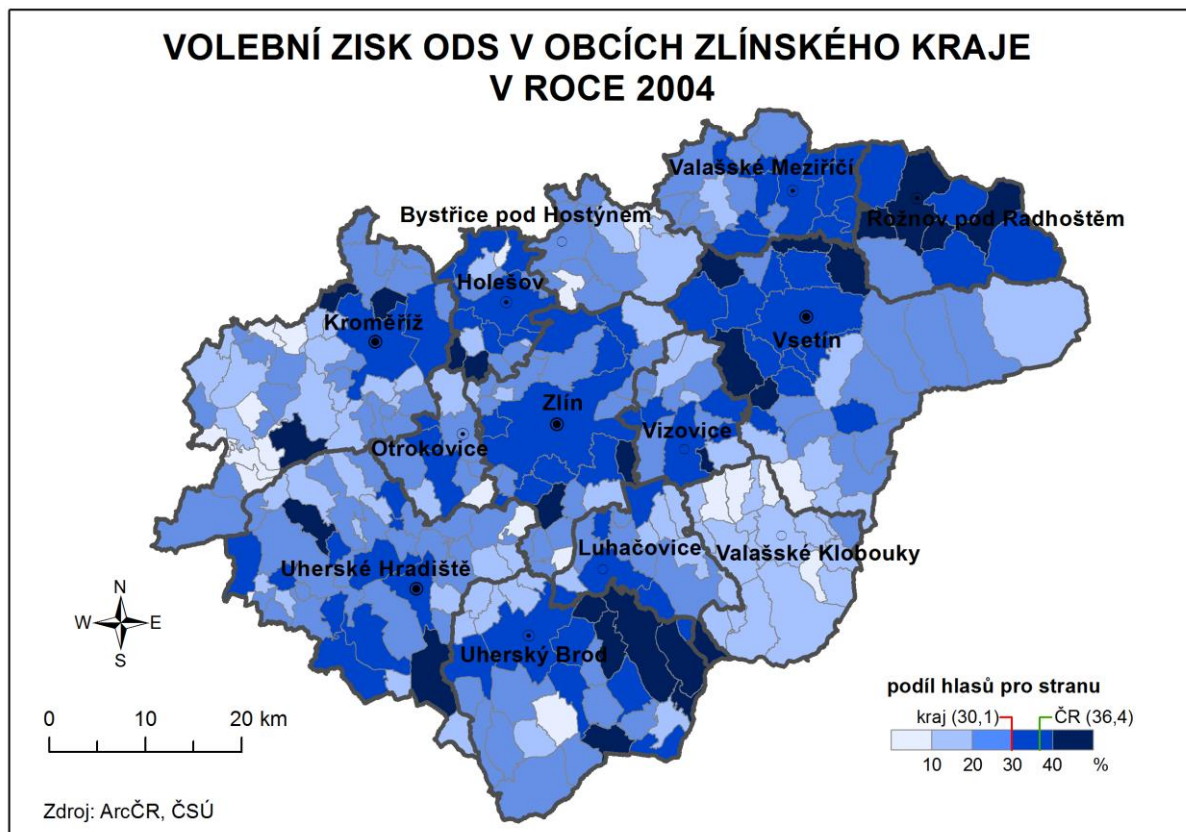 VOLEBNÍ ZISK ODS V OBCÍCH ZLÍNSKÉHO KRAJE
V ROCE 2004
Valašské Meziříčí
Bystřice pod Hostýnem
Rožnov pod Radhoštěm
Holešov
Kroměříž
Vsetín
Zlín
Otrokovice
Vizovice
Luhačovice
Valašské Klobouky
Uherské Hradiště
Uherský Brod
N
W E
S
0 10 20 km
podíl hlasů pro stranu
kraj (30,1) ČR (36,4)
10 20 30 40 %
Zdroj: ArcČR, ČSÚ